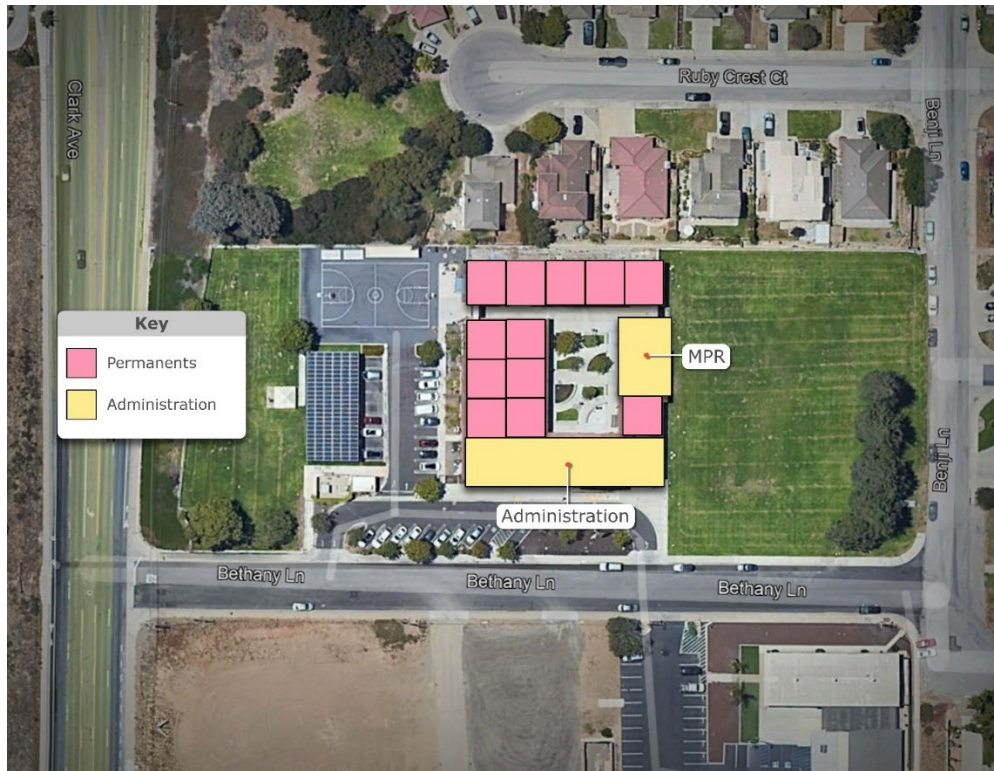 Ruby Crest Ct
Clark Ave
Benji Ln
Key
Permanents
Administration
MPR
Benji Ln
Administration
Bethany Ln
Bethany Ln
Bethany Ln